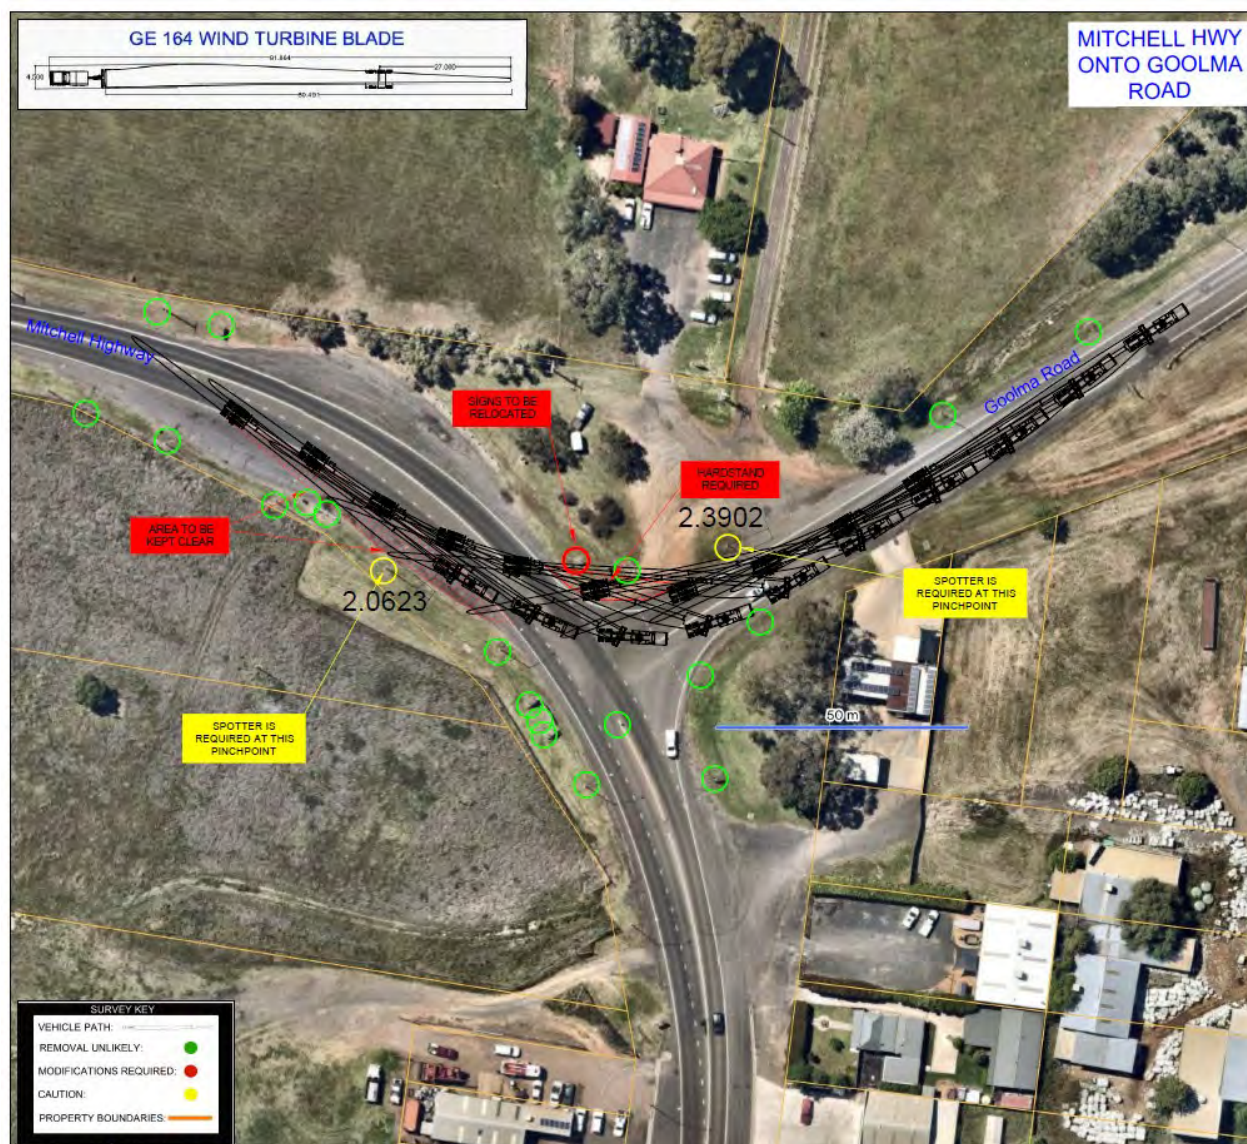 GE 164 WIND TURBINE BLADE
27.000
MITCHELL HWY
ONTO GOOLMA
ROAD
Mitchell Highway
Goolma Road
SIGNS TO BE
RELOCATED
HARDSTAND
REQUIRED
2.3902
AREA TO BE
KEPT CLEAR
2.0623
SPOTTER IS
REQUIRED AT THIS
PINCHPOINT
SPOTTER IS
REQUIRED AT THIS
PINCHPOINT
50 m
SURVEY KEY
VEHICLE PATH:
REMOVAL UNLIKELY:
MODIFICATIONS REQUIRED:
CAUTION:
PROPERTY BOUNDARIES: